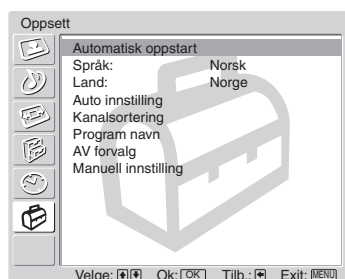 Oppsett
Automatisk oppstart
Språk: Norsk
Land: Norge
Auto innstilling
Kanalsortering
Program navn
AV forvalg
Manuell innstilling
Velge: Ok: OK Tilb.: Exit: MENU